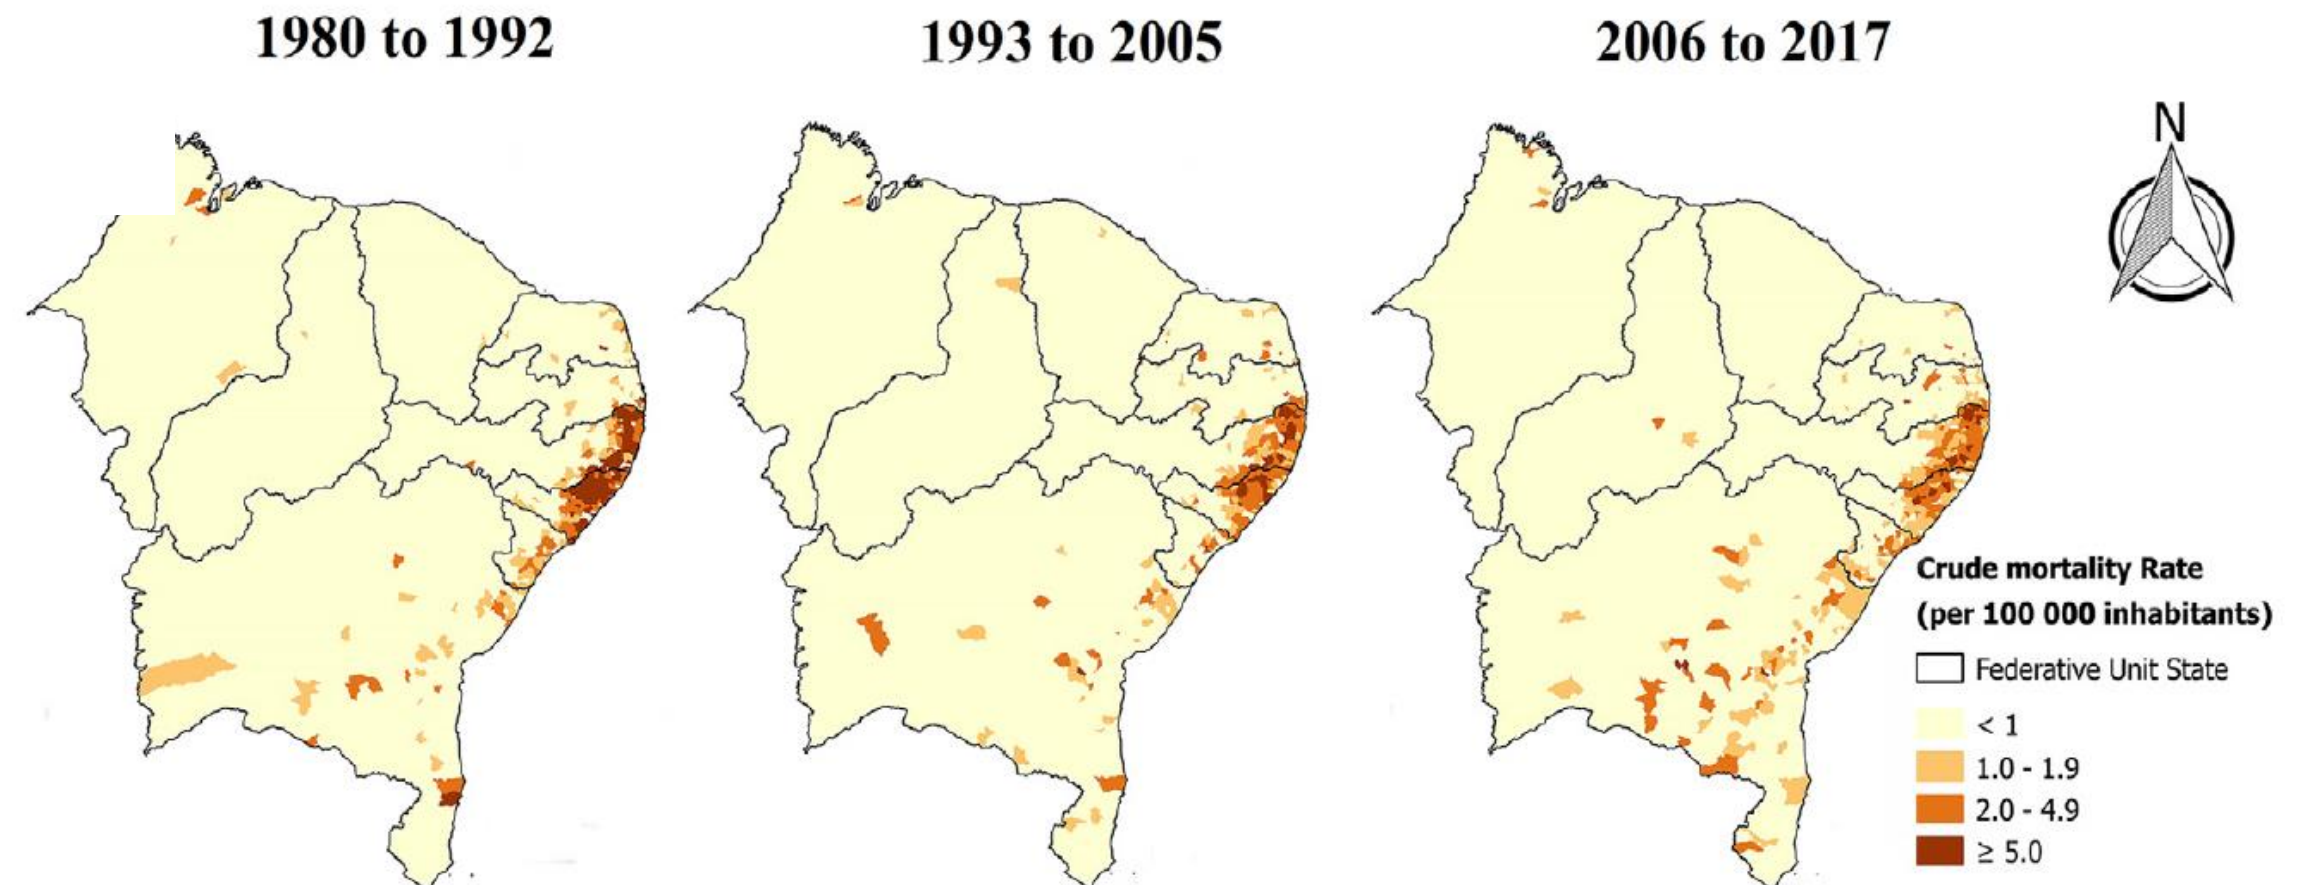 1980 to 1992
1993 to 2005
2006 to 2017
N
Crude mortality Rate
(per 100 000 inhabitants)
Federative Unit State
< 1
1.0 - 1.9
2.0 - 4.9
≥ 5.0